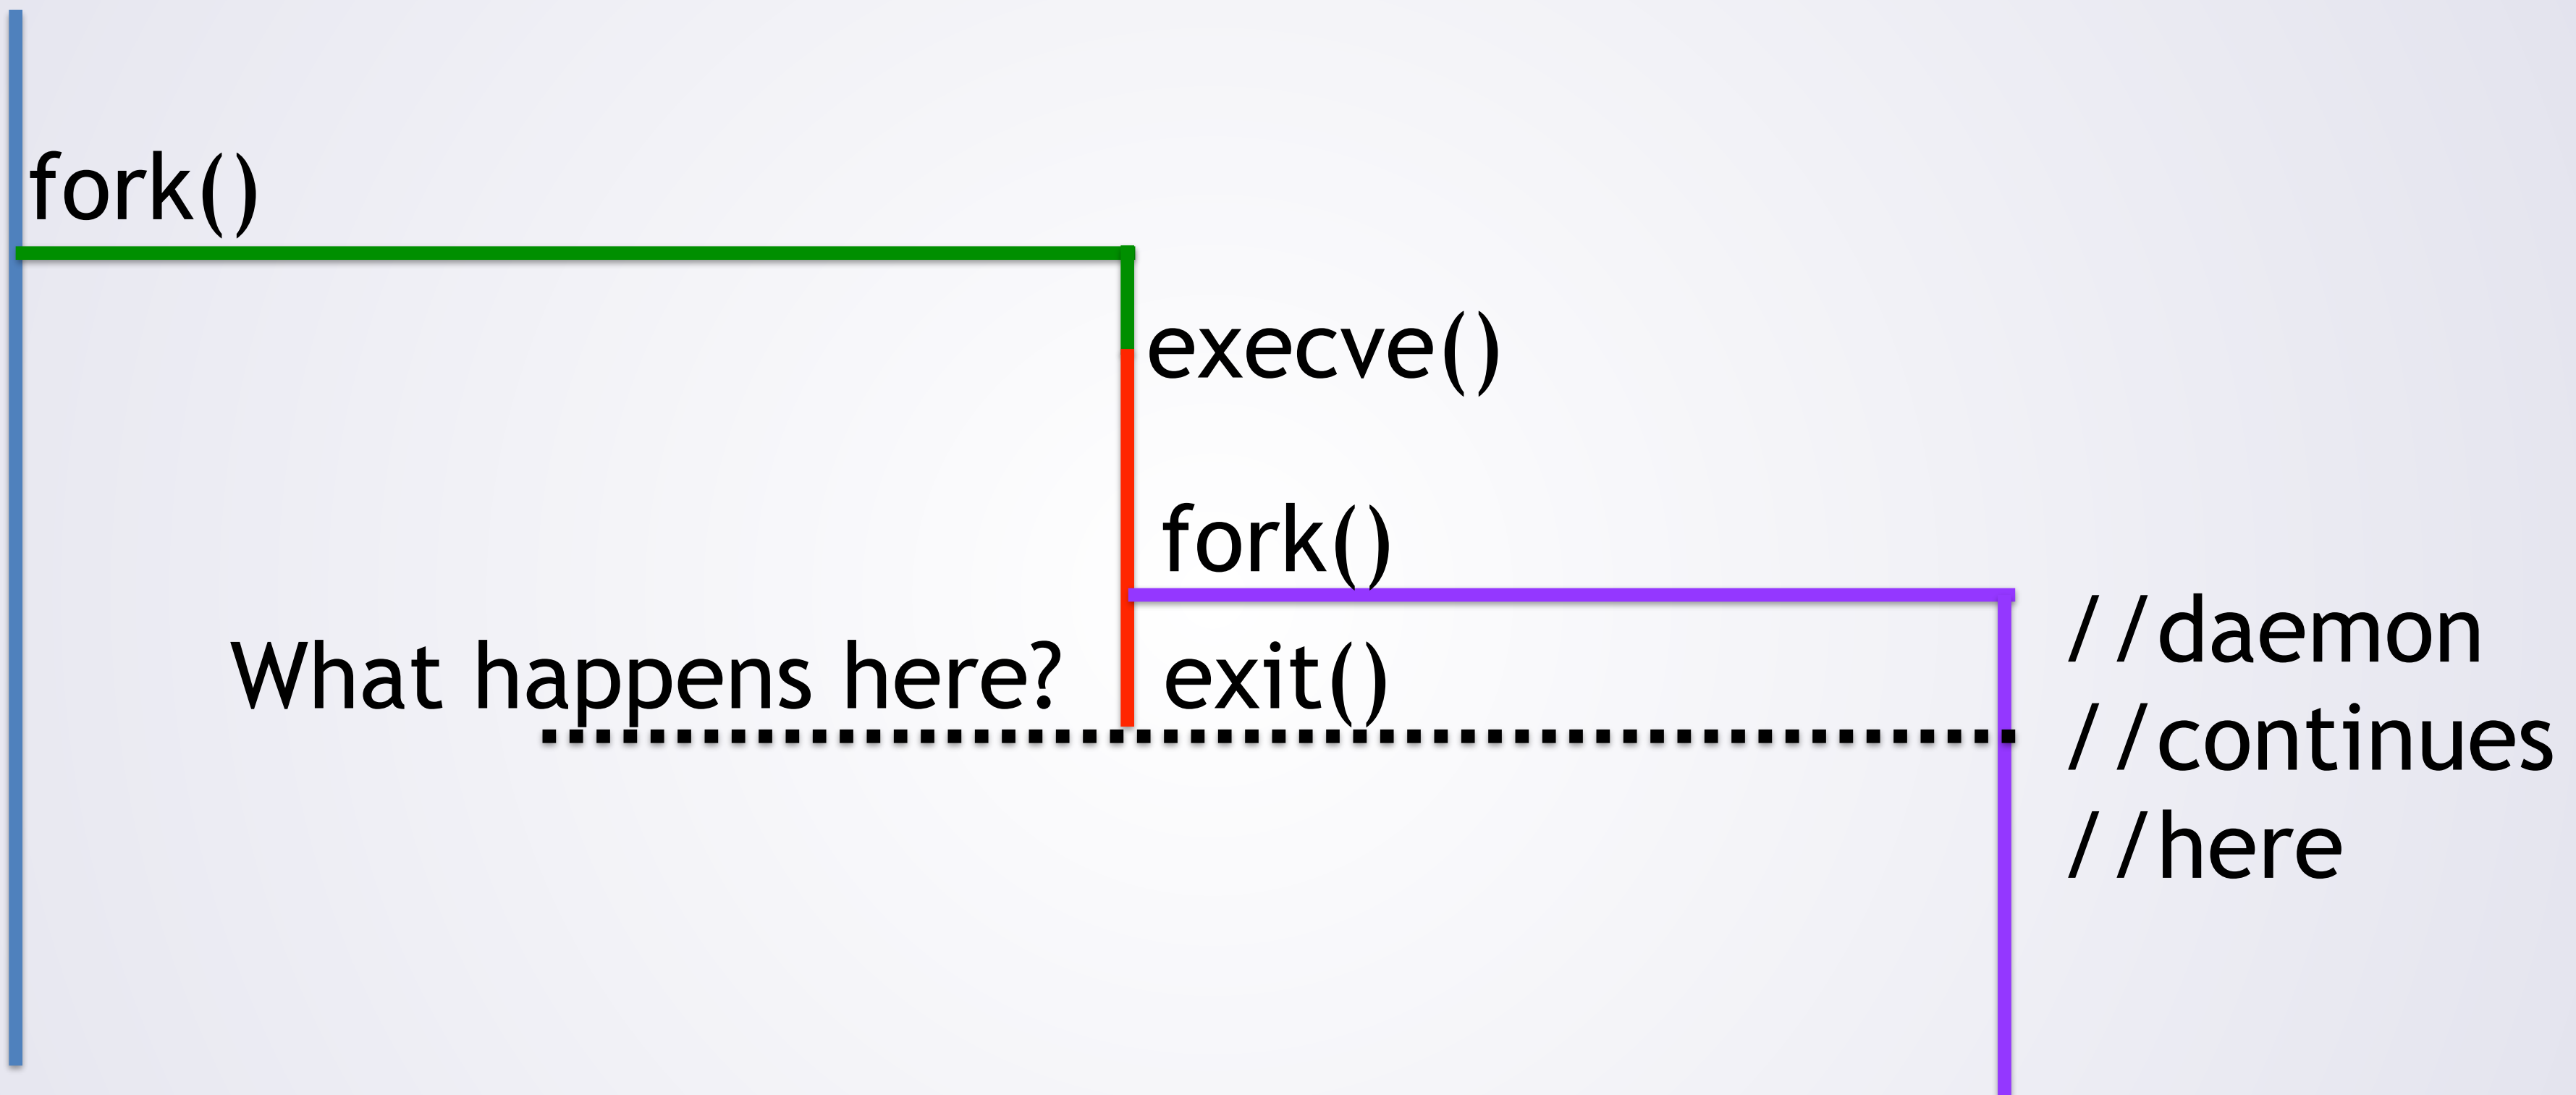 fork()
execve()
fork()
What happens here?
exit()
//daemon
//continues
//here